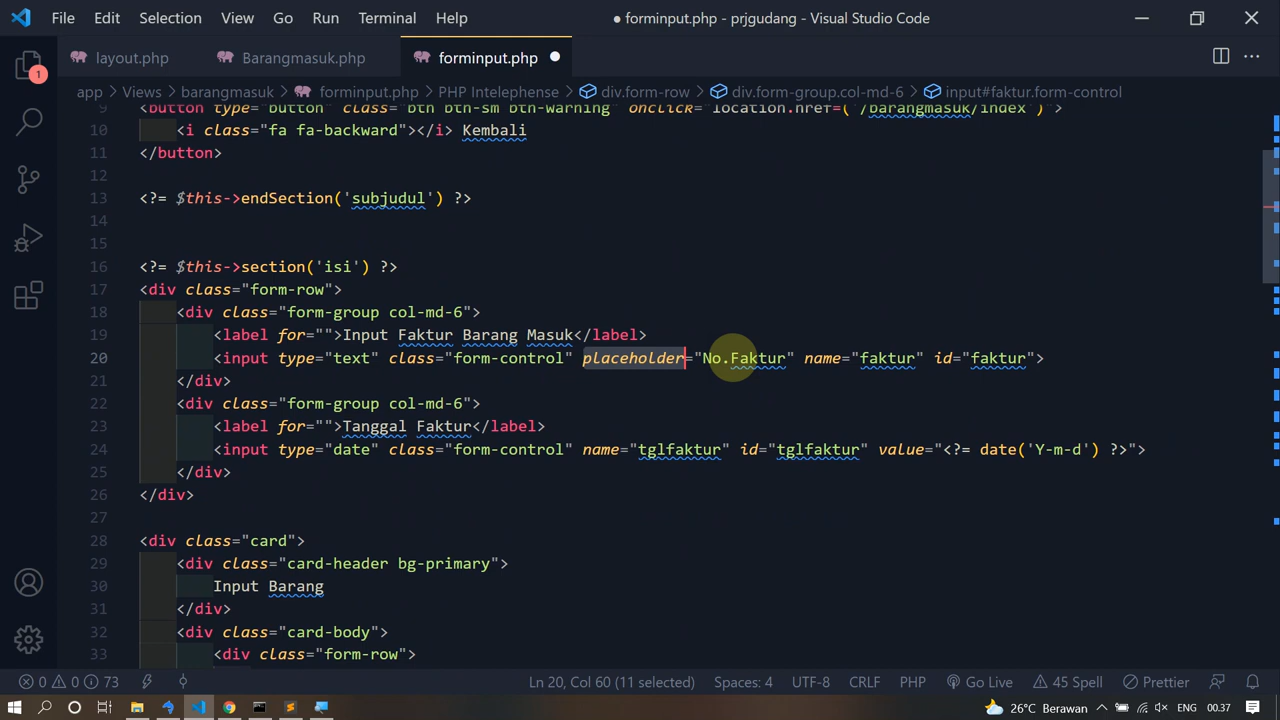 File Edit Selection View Go Run Terminal Help ● forminput.php - prjgudang - Visual Studio Code
layout.php Barangmasuk.php forminput.php
app > Views > barangmasuk > forminput.php > PHP Intelephense > div.form-row > div.form-group.col-md-6 > input#faktur.form-control
1
9 <button type="button" class="btn btn-sm btn-warning" onclick="location.href=('/barangmasuk/index')">
10 <i class="fa fa-backward"></i> Kembali
11 </button>
12
13 <?= $this->endSection('subjudul') ?>
14
15
16 <?= $this->section('isi') ?>
17 <div class="form-row">
18 <div class="form-group col-md-6">
19 <label for="">Input Faktur Barang Masuk</label>
20 <input type="text" class="form-control" placeholder="No.Faktur" name="faktur" id="faktur">
21 </div>
22 <div class="form-group col-md-6">
23 <label for="">Tanggal Faktur</label>
24 <input type="date" class="form-control" name="tglfaktur" id="tglfaktur" value="<?= date('Y-m-d') ?>">
25 </div>
26 </div>
27
28 <div class="card">
29 <div class="card-header bg-primary">
30 Input Barang
31 </div>
32 <div class="card-body">
33 <div class="form-row">
0 0 73 Ln 20, Col 60 (11 selected) Spaces: 4 UTF-8 CRLF PHP Go Live 45 Spell Prettier
26°C Berawan ENG 00.37